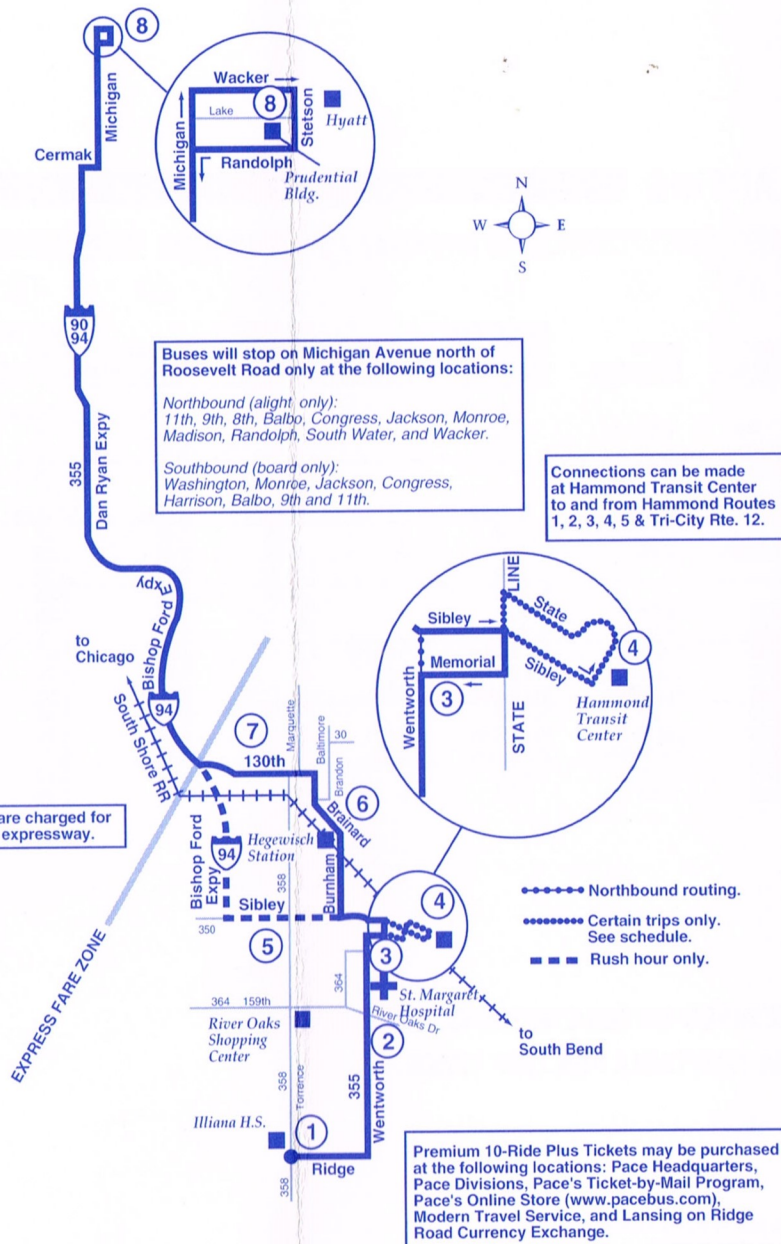 8
Michigan
Cermak
Wacker
Lake
8
Hyatt
Michigan
Stetson
Randolph
Prudential
Bldg.
N
W E
S
90
94
355
Dan Ryan Expy
Buses will stop on Michigan Avenue north of
Roosevelt Road only at the following locations:
Northbound (alight only):
11th, 9th, 8th, Balbo, Congress, Jackson, Monroe,
Madison, Randolph, South Water, and Wacker.
Southbound (board only):
Washington, Monroe, Jackson, Congress,
Harrison, Balbo, 9th and 11th.
Connections can be made
at Hammond Transit Center
to and from Hammond Routes
1, 2, 3, 4, 5 & Tri-City Rte. 12.
Bishop Ford Expy
to
Chicago
94
South Shore RR
LINE
State
Sibley
Memorial
Sibley
4
3
Wentworth
STATE
Hammond
Transit
Center
7
Marquette
Baltimore
30
Brandon
130th
6
Brainard
are charged for
expressway.
Hegewisch
Station
94
Bishop Ford
Expy
358
Burnham
Sibley
350
5
4
3
364
St. Margaret
Hospital
Northbound routing.
Certain trips only.
See schedule.
Rush hour only.
EXPRESS FARE ZONE
364 159th
River Oaks Dr
River Oaks
Shopping
Center
2
to
South Bend
358
Torrence
355
Wentworth
Illiana H.S.
1
Ridge
358
Premium 10-Ride Plus Tickets may be purchased
at the following locations: Pace Headquarters,
Pace Divisions, Pace's Ticket-by-Mail Program,
Pace's Online Store (www.pacebus.com),
Modern Travel Service, and Lansing on Ridge
Road Currency Exchange.